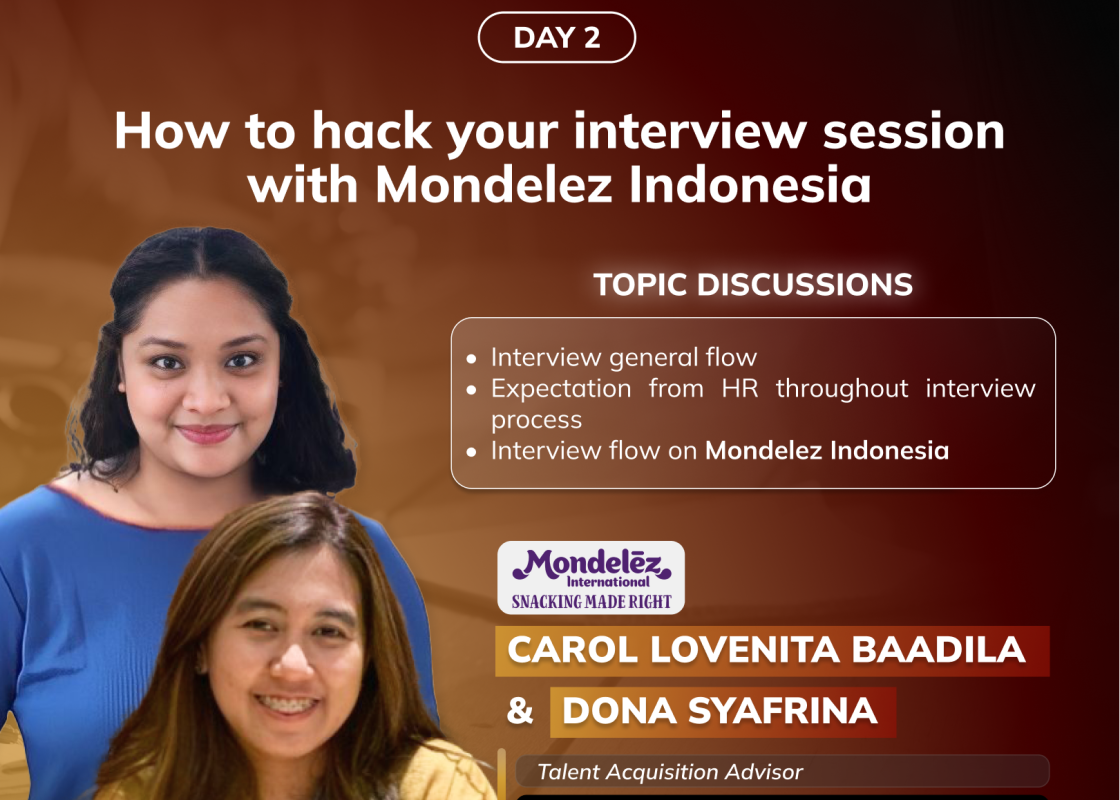 DAY 2
How to hack your interview session
with Mondelez Indonesia
TOPIC DISCUSSIONS
• Interview general flow
• Expectation from HR throughout interview
process
• Interview flow on Mondelez Indonesia
Mondelēz
International
SNACKING MADE RIGHT
CAROL LOVENITA BAADILA
& DONA SYAFRINA
Talent Acquisition Advisor